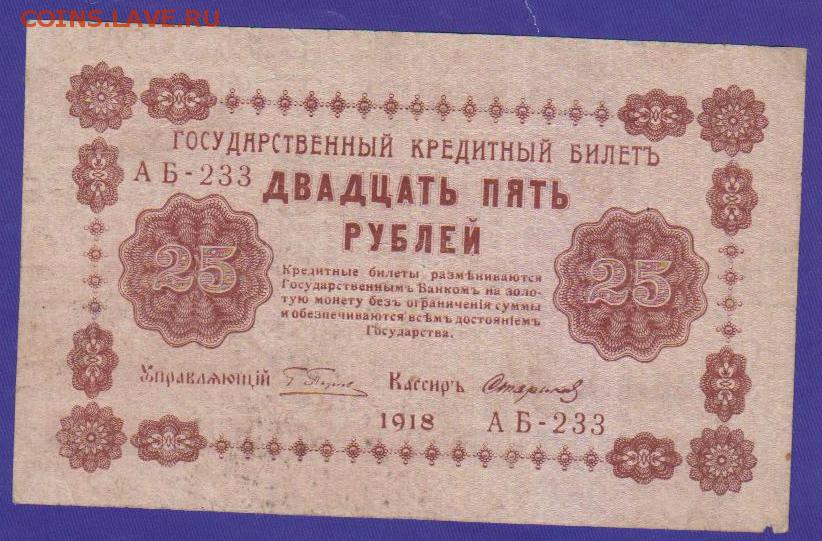 COINS.LAVE.RU
ГОСУДАРСТВЕННЫЙ КРЕДИТНЫЙ БИЛЕТЪ
АБ-233
ДВАДЦАТЬ ПЯТЬ
РУБЛЕЙ
25
25
Кредитные билеты размѣниваются
Государственнымъ Банкомъ на золо-
тую монету безъ ограниченія суммы
и обезпечиваются всѣмъ достояніемъ
Государства.
Управляющій Кассиръ Стариков
1918 АБ-233